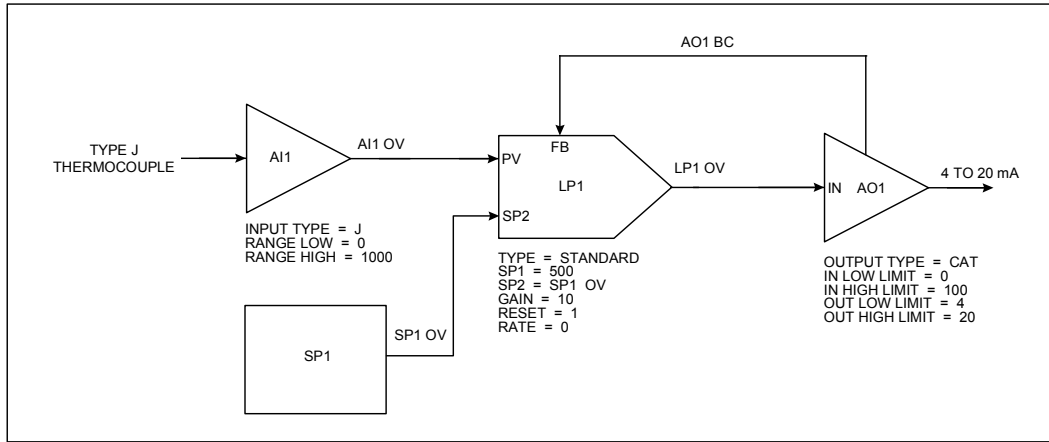 AO1 BC
TYPE J
THERMOCOUPLE
AI1
AI1 OV
PV
FB
LP1
SP2
LP1 OV
IN
AO1
4 TO 20 mA
INPUT TYPE = J
RANGE LOW = 0
RANGE HIGH = 1000
TYPE = STANDARD
SP1 = 500
SP2 = SP1 OV
GAIN = 10
RESET = 1
RATE = 0
OUTPUT TYPE = CAT
IN LOW LIMIT = 0
IN HIGH LIMIT = 100
OUT LOW LIMIT = 4
OUT HIGH LIMIT = 20
SP1
SP1 OV